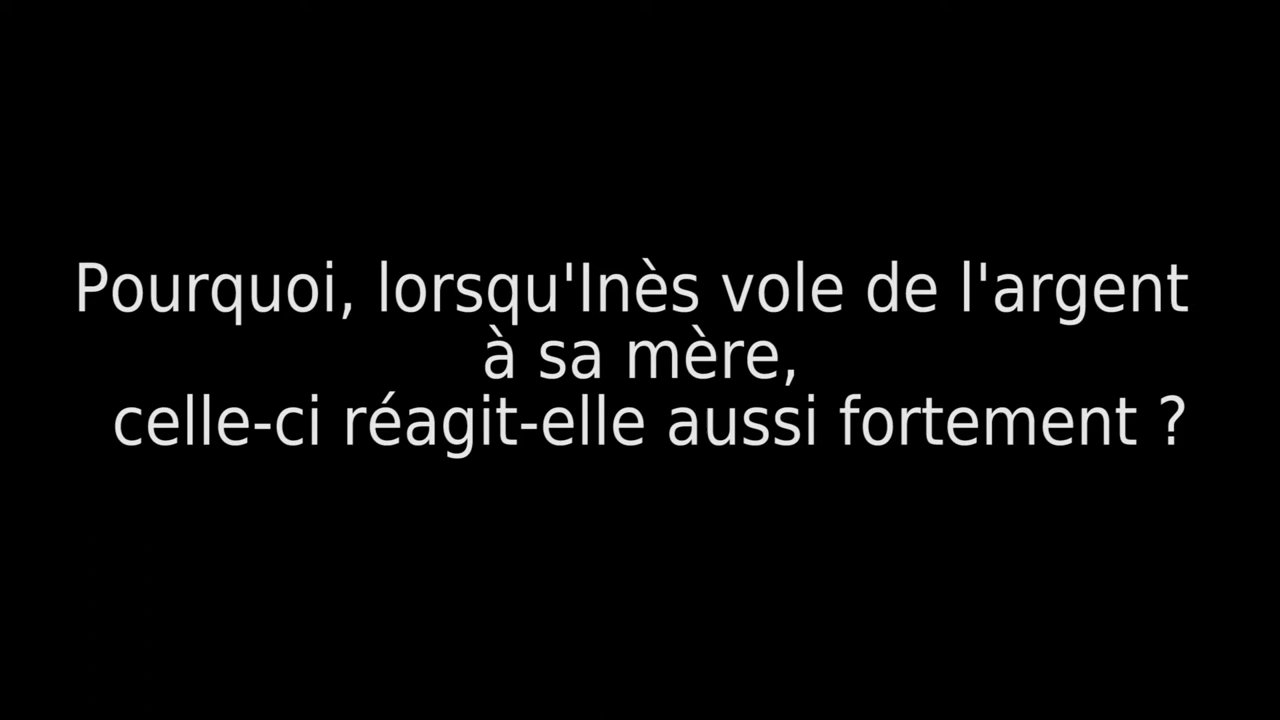 Pourquoi, lorsqu'Inès vole de l'argent
à sa mère,
celle-ci réagit-elle aussi fortement ?